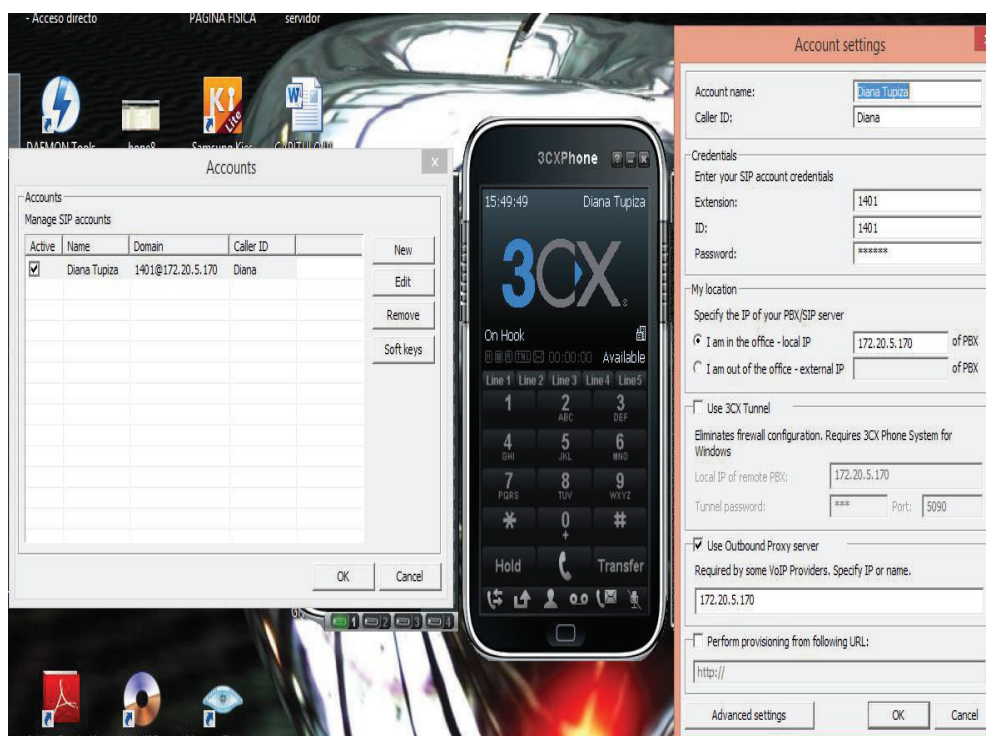 - Acceso directo
PAGINA FISICA
servidor
Accounts
Accounts
Manage SIP accounts
Active Name Domain Caller ID
Diana Tupiza 1401@172.20.5.170 Diana
New
Edit
Remove
Soft keys
OK Cancel
1 2 3 4
3CXPhone
15:49:49 Diana Tupiza
3CX
On Hook
00:00:00 Available
Line 1 Line 2 Line 3 Line4 Line5
1 2 3
ABC DEF
4 5 6
GHI JKL MNO
7 8 9
PQRS TUV WXYZ
* 0 #
+
Hold Transfer
Account settings
Account name: Diana Tupiza
Caller ID: Diana
Credentials
Enter your SIP account credentials
Extension: 1401
ID: 1401
Password: ******
My location
Specify the IP of your PBX/SIP server
I am in the office - local IP 172.20.5.170 of PBX
I am out of the office - external IP of PBX
Use 3CX Tunnel
Eliminates firewall configuration. Requires 3CX Phone System for
Windows
Local IP of remote PBX: 172.20.5.170
Tunnel password: *** Port: 5090
Use Outbound Proxy server
Required by some VoIP Providers. Specify IP or name.
172.20.5.170
Perform provisioning from following URL:
http://
Advanced settings OK Cancel